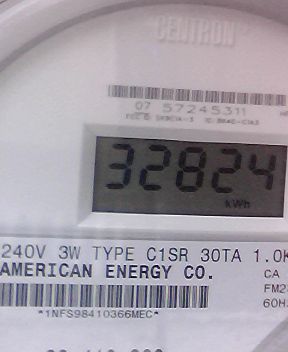 CENTRON
07 57245311
32824
kWh
240V 3W TYPE C1SR 30TA 1.0K
AMERICAN ENERGY CO.
CA
FM2
60H
*1NFS98410366MEC*